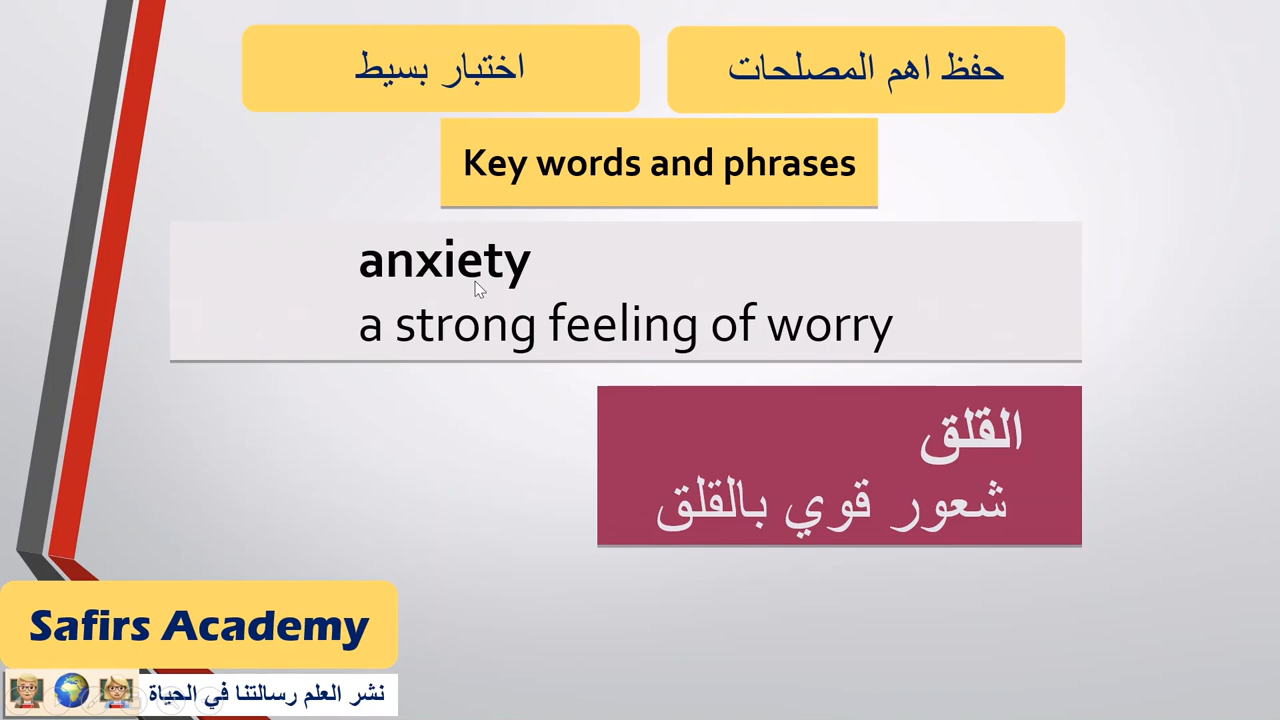 حفظ اهم المصلحات
اختبار بسيط
Key words and phrases
anxiety
a strong feeling of worry
القلق
شعور قوي بالقلق
Safirs Academy
نشر العلم رسالتنا في الحياة